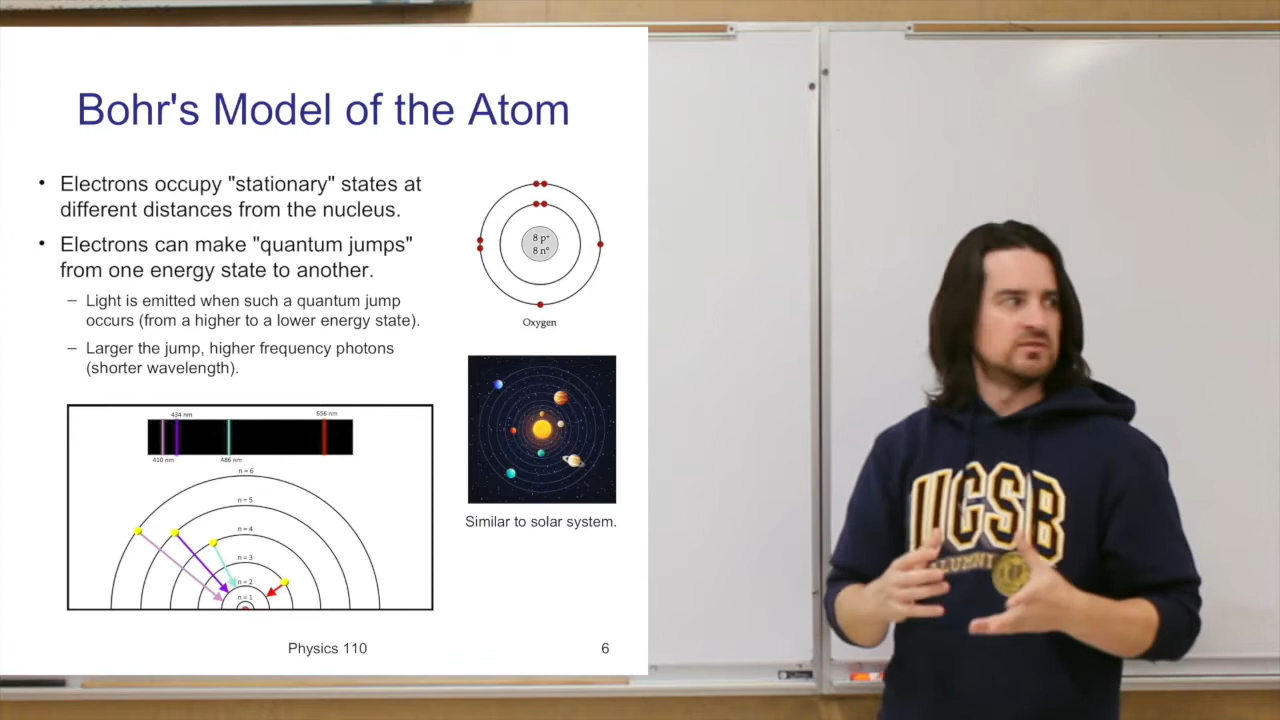 Bohr's Model of the Atom
• Electrons occupy "stationary" states at
different distances from the nucleus.
• Electrons can make "quantum jumps"
from one energy state to another.
– Light is emitted when such a quantum jump
occurs (from a higher to a lower energy state).
– Larger the jump, higher frequency photons
(shorter wavelength).
8 p⁺
8 n⁰
Oxygen
Similar to solar system.
434 nm
656 nm
410 nm
486 nm
n = 6
n = 5
n = 4
n = 3
n = 2
n = 1
Physics 110
6
UCSB
ALUMNI